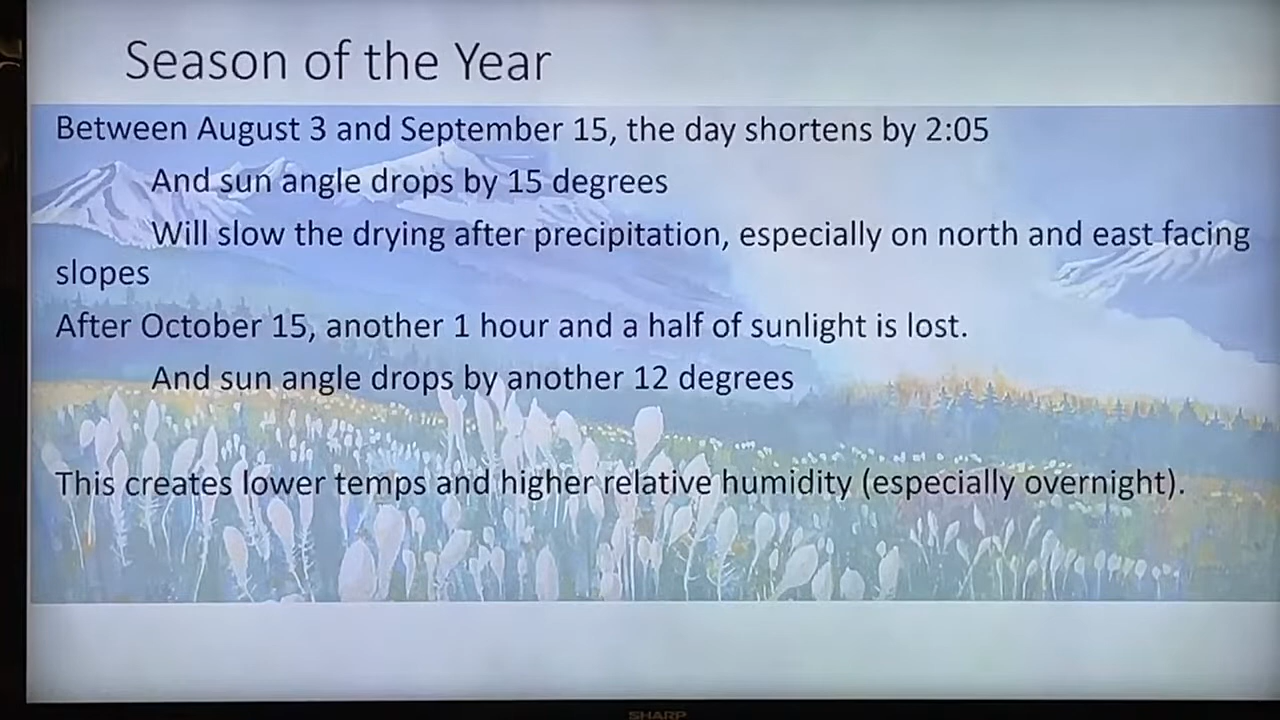 Season of the Year
Between August 3 and September 15, the day shortens by 2:05
And sun angle drops by 15 degrees
Will slow the drying after precipitation, especially on north and east facing
slopes
After October 15, another 1 hour and a half of sunlight is lost.
And sun angle drops by another 12 degrees
This creates lower temps and higher relative humidity (especially overnight).
SHARP